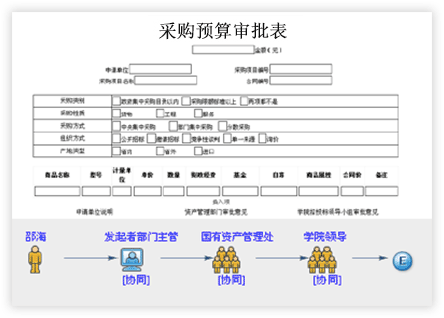 采购预算审批表
金额（元）
申请单位 采购项目编号
采购项目名称 合同编号
采购类别 政府集中采购目录以内 采购限额标准以上 两项都不是
采购性质 货物 工程 服务
采购方式 中央集中采购 部门集中采购 分散采购
组织方式 公开招标 邀请招标 竞争性谈判 单一来源 询价
产地类型 省内 省外 进口
商品名称 型号 计量单位 单价 数量 财政经费 基金 自筹 商品属性 合同价 备注
插入项
申请单位说明 资产管理部门审批意见 学院招投标领导小组审批意见
邵海 发起者部门主管 国有资产管理处 学院领导
[协同] [协同] [协同]
E